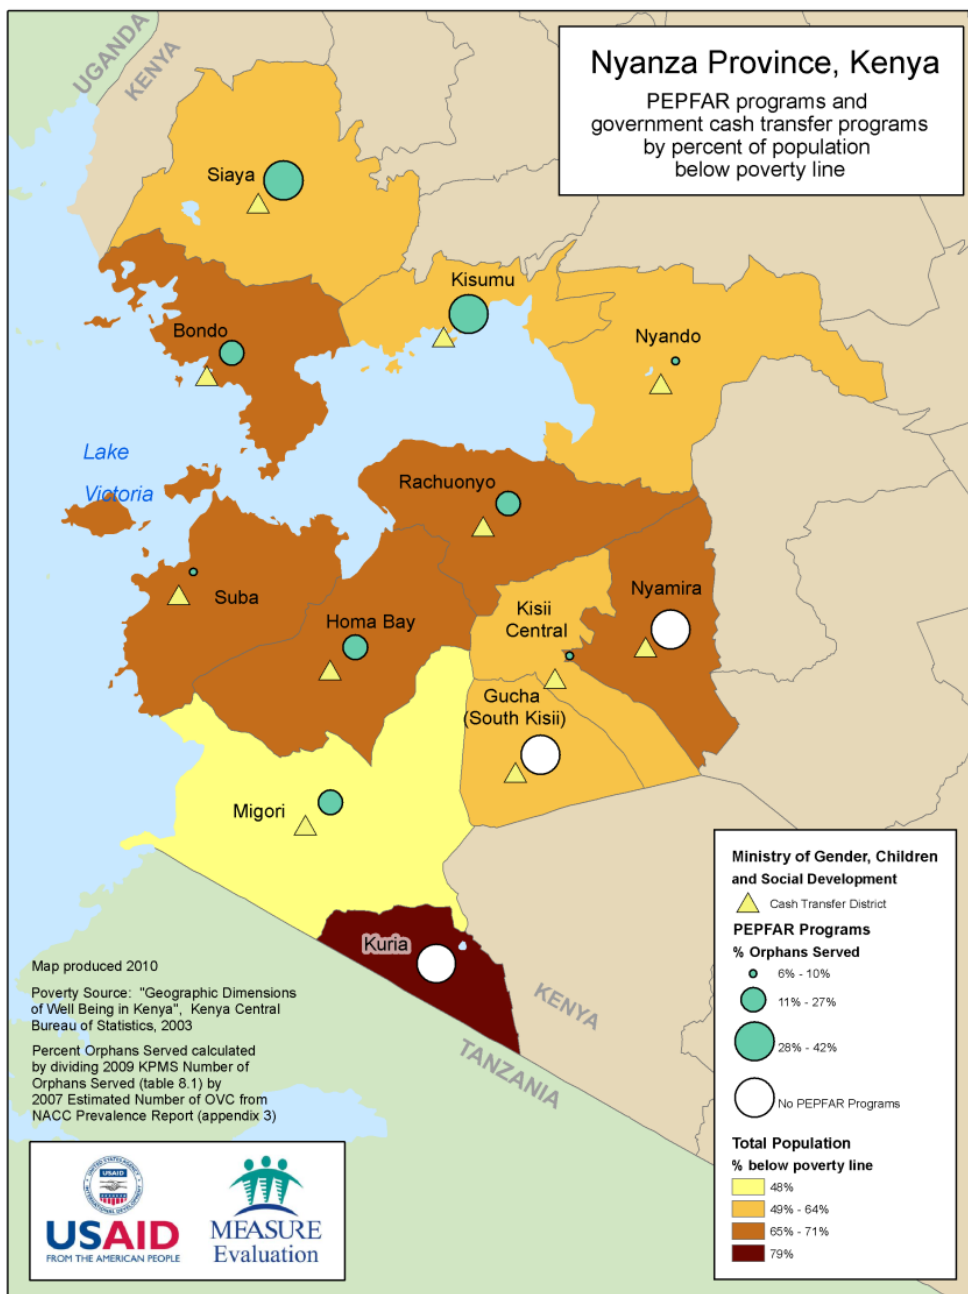 Nyanza Province, Kenya
PEPFAR programs and
government cash transfer programs
by percent of population
below poverty line
UGANDA
KENYA
Siaya
Kisumu
Bondo
Nyando
Lake
Victoria
Rachuonyo
Suba
Homa Bay
Kisii
Central
Nyamira
Gucha
(South Kisii)
Migori
Kuria
KENYA
TANZANIA
Map produced 2010
Poverty Source: "Geographic Dimensions
of Well Being in Kenya", Kenya Central
Bureau of Statistics, 2003
Percent Orphans Served calculated
by dividing 2009 KPMS Number of
Orphans Served (table 8.1) by
2007 Estimated Number of OVC from
NACC Prevalence Report (appendix 3)
Ministry of Gender, Children
and Social Development
Cash Transfer District
PEPFAR Programs
% Orphans Served
6% - 10%
11% - 27%
28% - 42%
No PEPFAR Programs
Total Population
% below poverty line
48%
49% - 64%
65% - 71%
79%
UNITED STATES AGENCY
INTERNATIONAL DEVELOPMENT
USAID
USAID
FROM THE AMERICAN PEOPLE
MEASURE
Evaluation